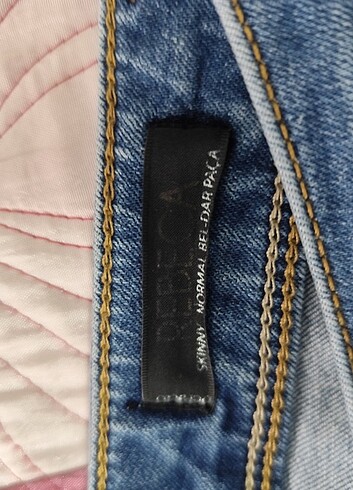 REBECA
SKINNY NORMAL BEL-DAR PAÇA